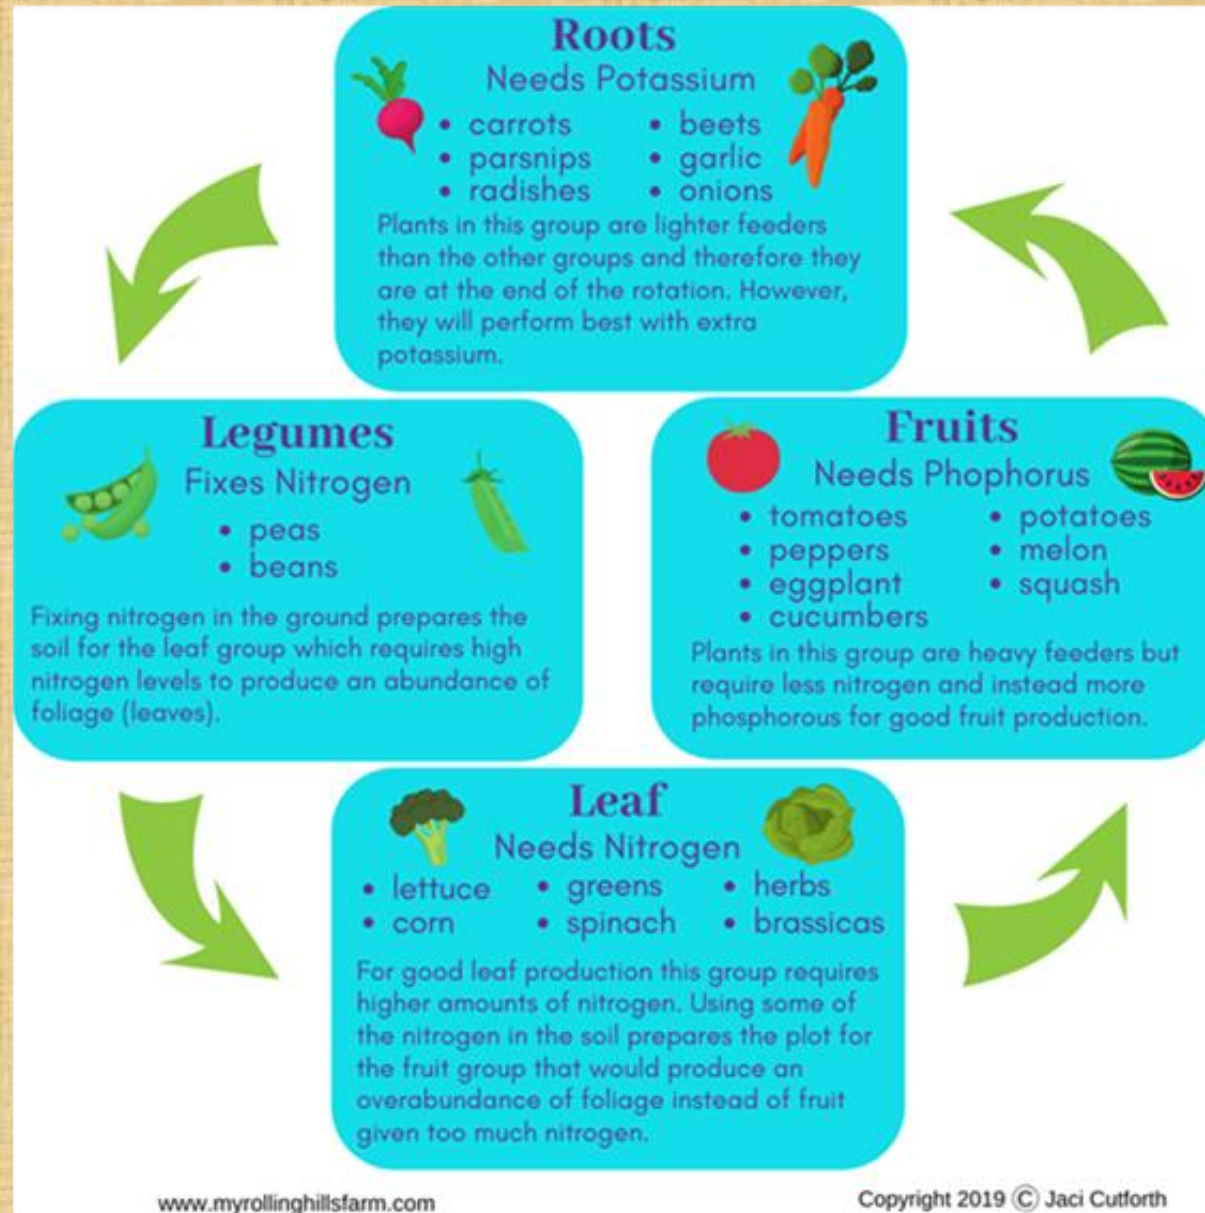 Roots
Needs Potassium
• carrots
• parsnips
• radishes
• beets
• garlic
• onions
Plants in this group are lighter feeders
than the other groups and therefore they
are at the end of the rotation. However,
they will perform best with extra
potassium.
Legumes
Fixes Nitrogen
• peas
• beans
Fixing nitrogen in the ground prepares the
soil for the leaf group which requires high
nitrogen levels to produce an abundance of
foliage (leaves).
Fruits
Needs Phophorus
• tomatoes
• peppers
• eggplant
• cucumbers
• potatoes
• melon
• squash
Plants in this group are heavy feeders but
require less nitrogen and instead more
phosphorous for good fruit production.
Leaf
Needs Nitrogen
• lettuce
• corn
• greens
• spinach
• herbs
• brassicas
For good leaf production this group requires
higher amounts of nitrogen. Using some of
the nitrogen in the soil prepares the plot for
the fruit group that would produce an
overabundance of foliage instead of fruit
given too much nitrogen.
www.myrollinghillsfarm.com
Copyright 2019 © Jaci Cutforth